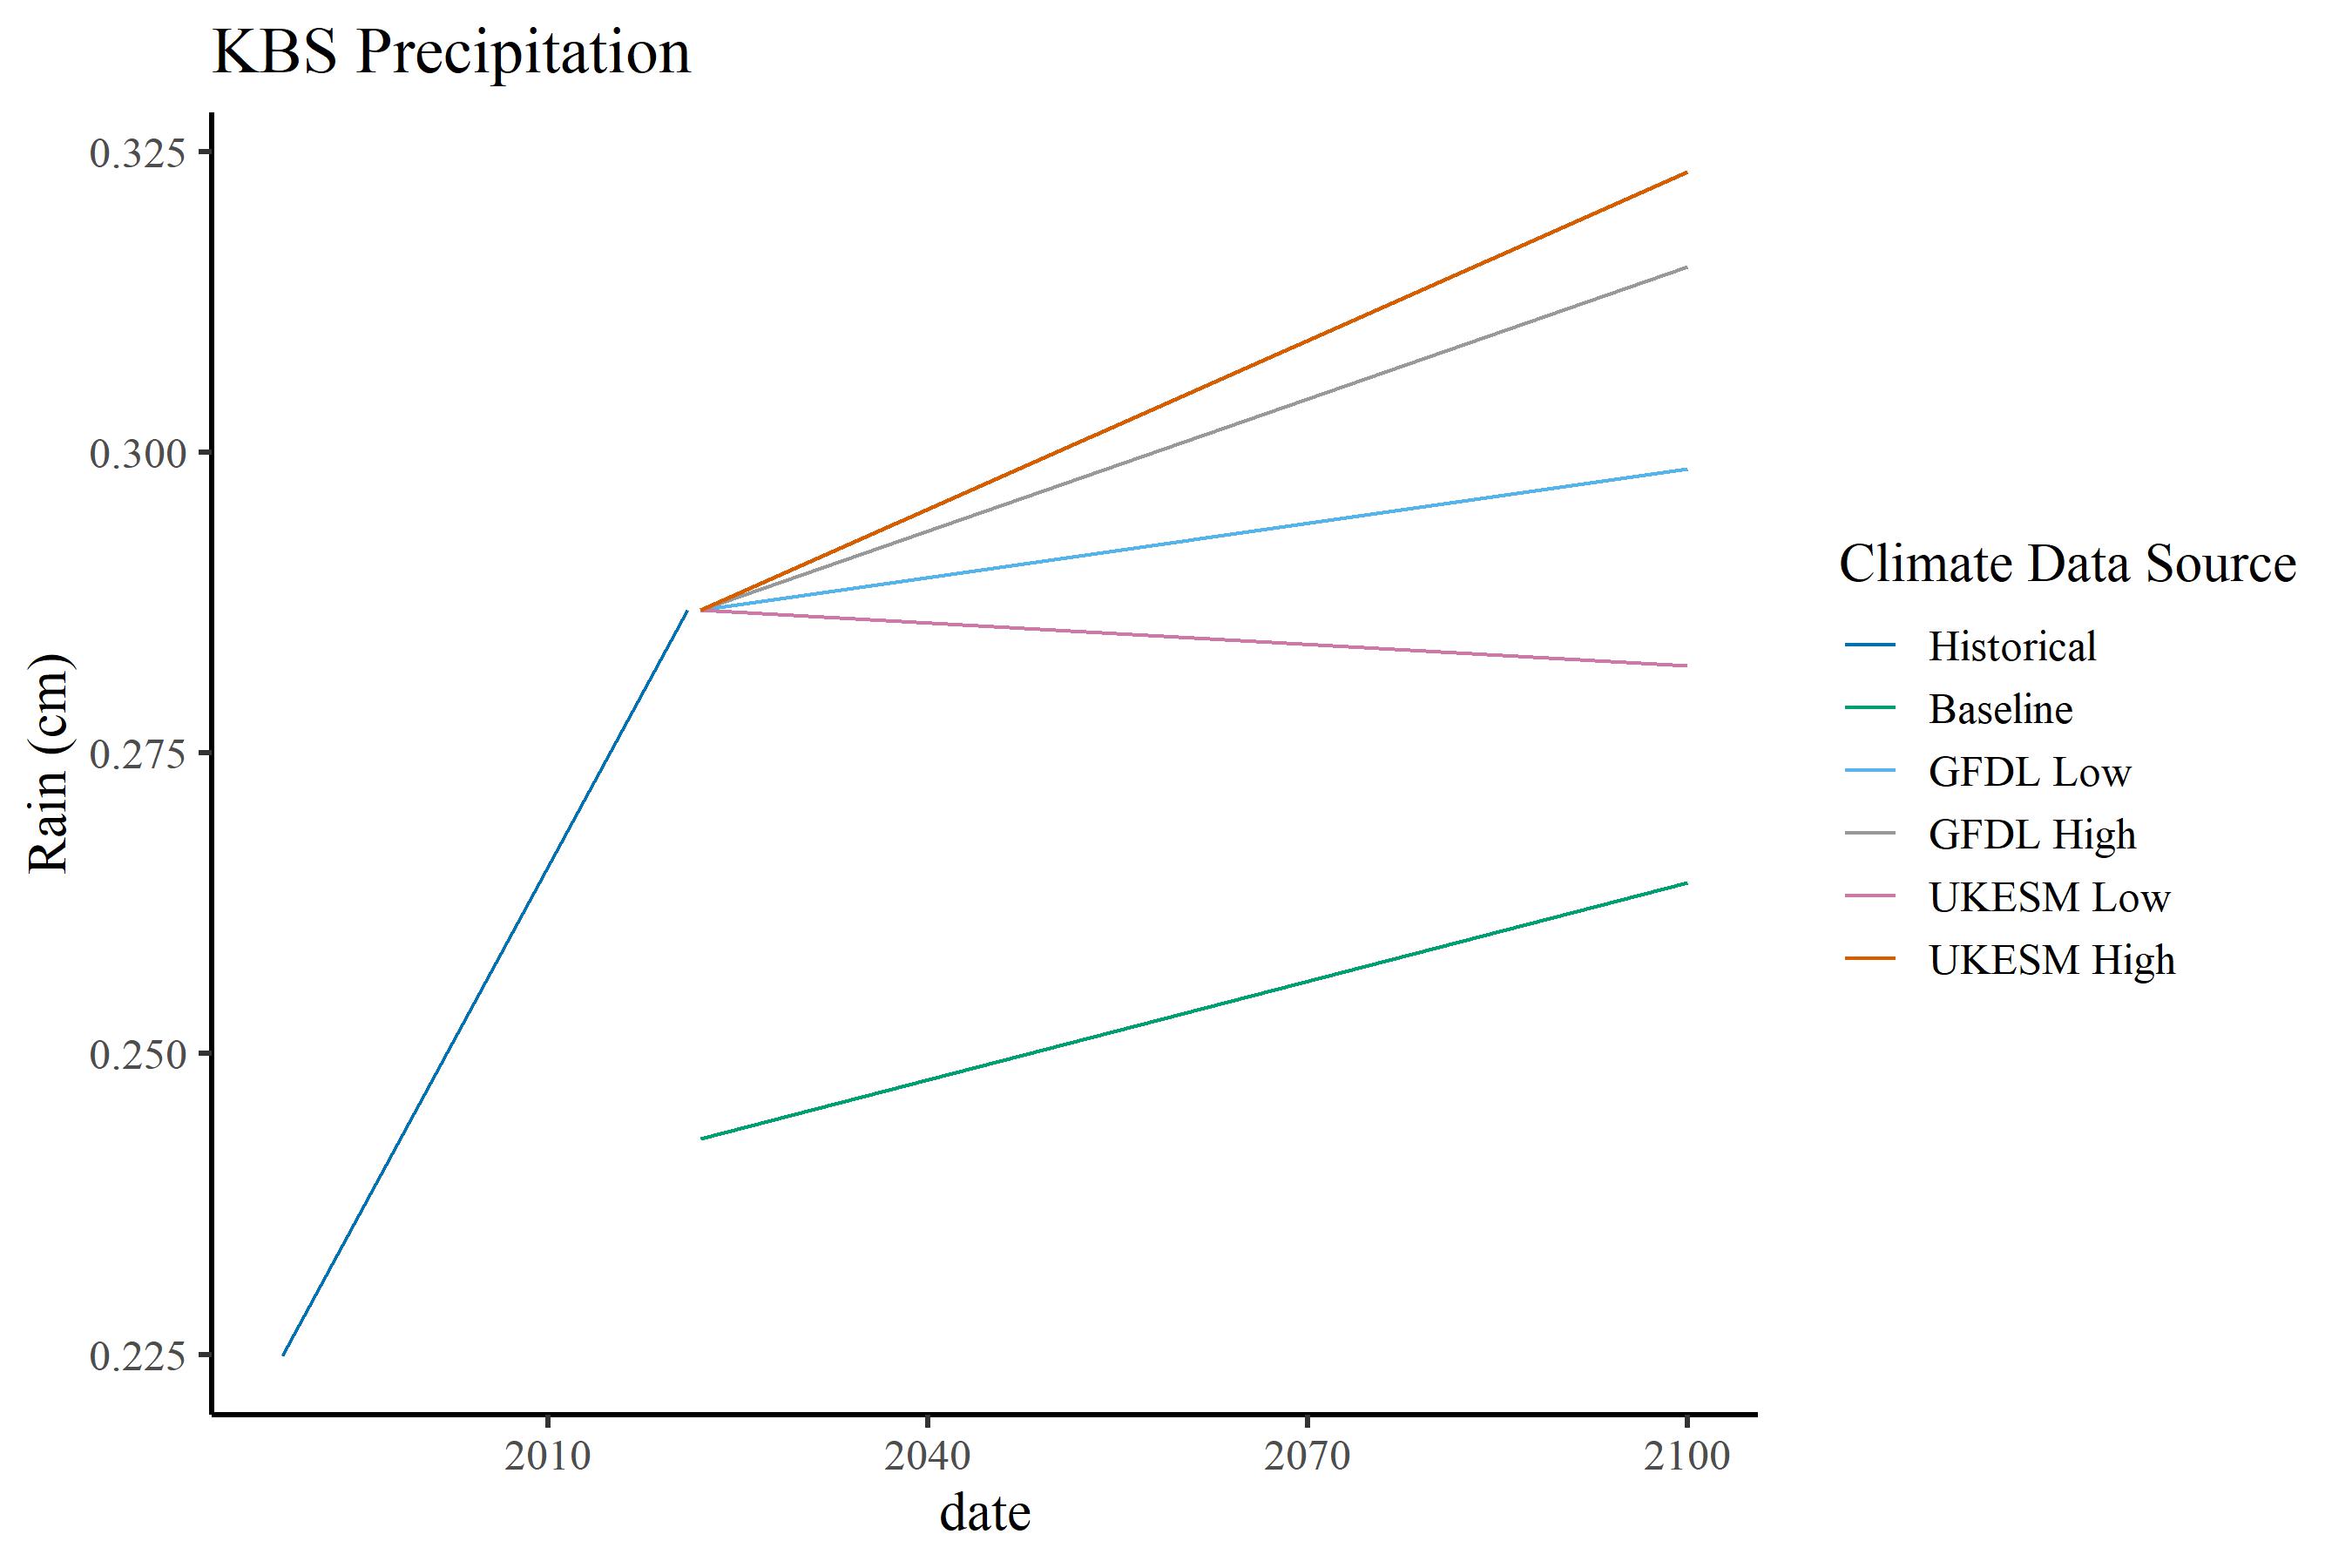 KBS Precipitation
0.325
0.300
0.275
0.250
0.225
Rain (cm)
2010 2040 2070 2100
date
Climate Data Source
Historical
Baseline
GFDL Low
GFDL High
UKESM Low
UKESM High